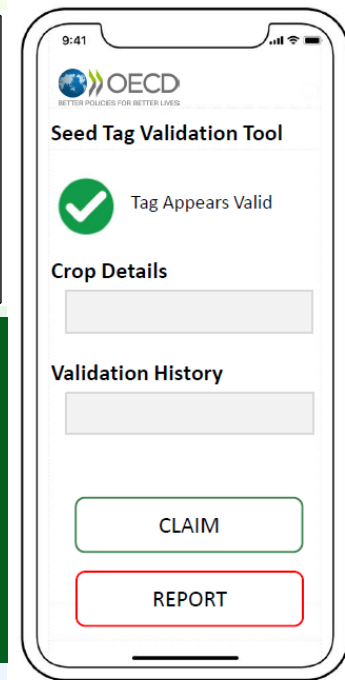 9:41
OECD
BETTER POLICIES FOR BETTER LIVES
Seed Tag Validation Tool
Tag Appears Valid
Crop Details
Validation History
CLAIM
REPORT